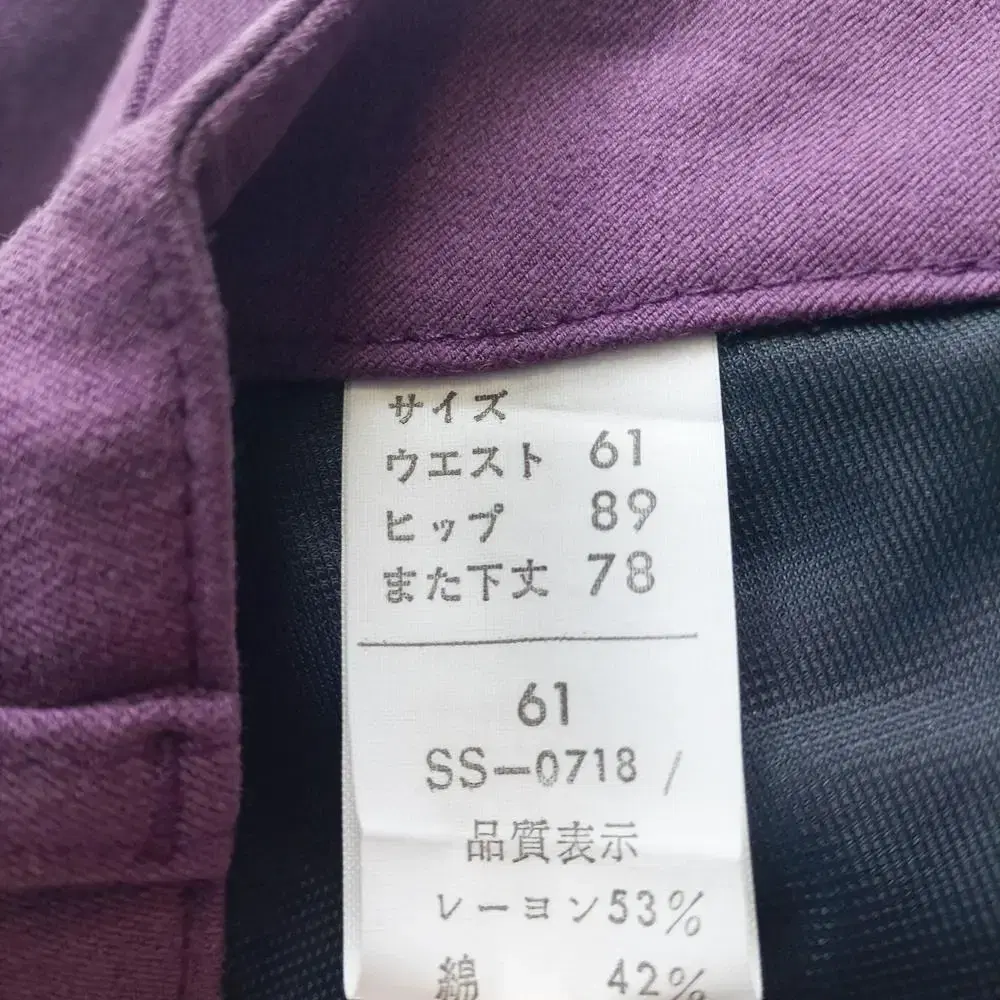 サイズ
ウエスト 61
ヒップ 89
また下丈 78
61
SS-0718 /
品質表示
レーヨン53%
綿 42%